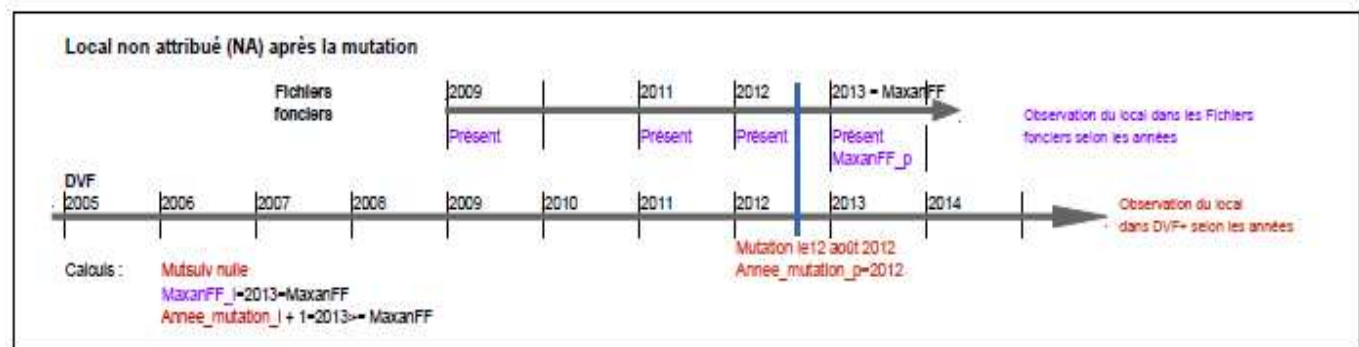 Local non attribué (NA) après la mutation
Fichiers
fonciers
2009
2011
2012
2013 = MaxanFF
Présent
Présent
Présent
Présent
MaxanFF_p
Observation du local dans les Fichiers
fonciers selon les années
DVF
2005
2006
2007
2008
2009
2010
2011
2012
2013
2014
Observation du local
dans DVF+ selon les années
Mutation le12 août 2012
Annee_mutation_p=2012
Calculs :
Mutsuiv nulle
MaxanFF_l=2013=MaxanFF
Annee_mutation_l + 1=2013>= MaxanFF